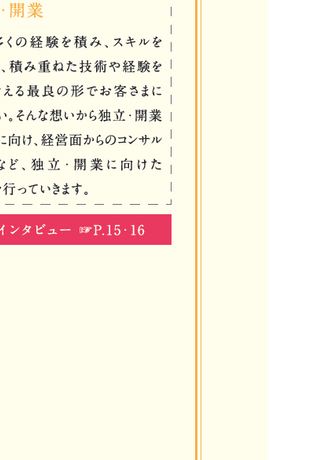 ・開業
くの経験を積み、スキルを
、積み重ねた技術や経験を
える最良の形でお客さまに
い。そんな想いから独立・開業
に向け、経営面からのコンサル
など、独立・開業に向けた
行っていきます。
インタビュー ☞P.15・16